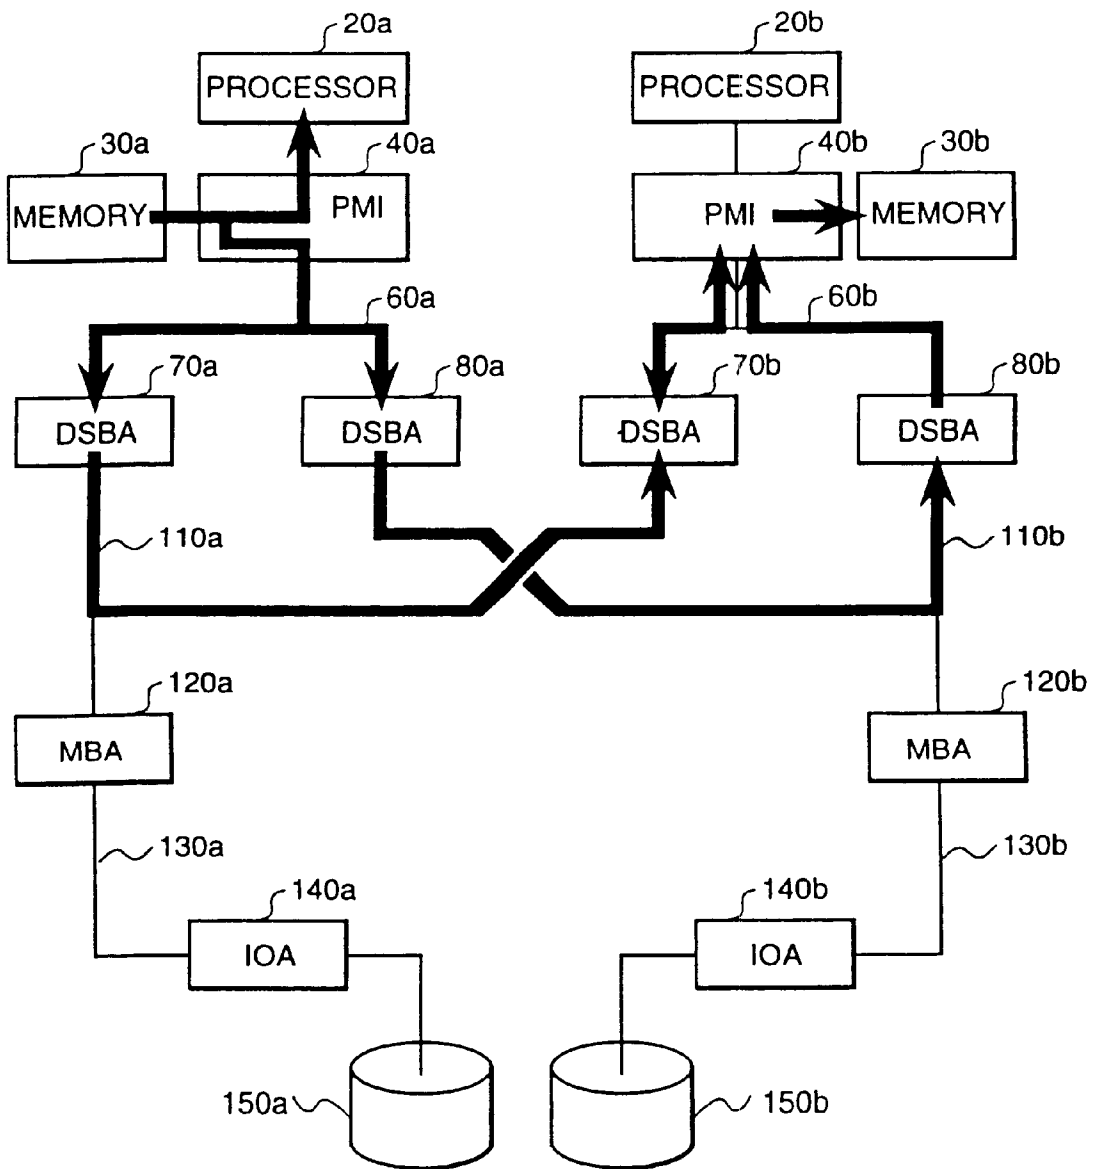 20a
20b
PROCESSOR
PROCESSOR
30a
40a
40b
30b
MEMORY
PMI
PMI
MEMORY
60a
60b
70a
80a
70b
80b
DSBA
DSBA
DSBA
DSBA
110a
110b
120a
120b
MBA
MBA
130a
130b
140a
140b
IOA
IOA
150a
150b